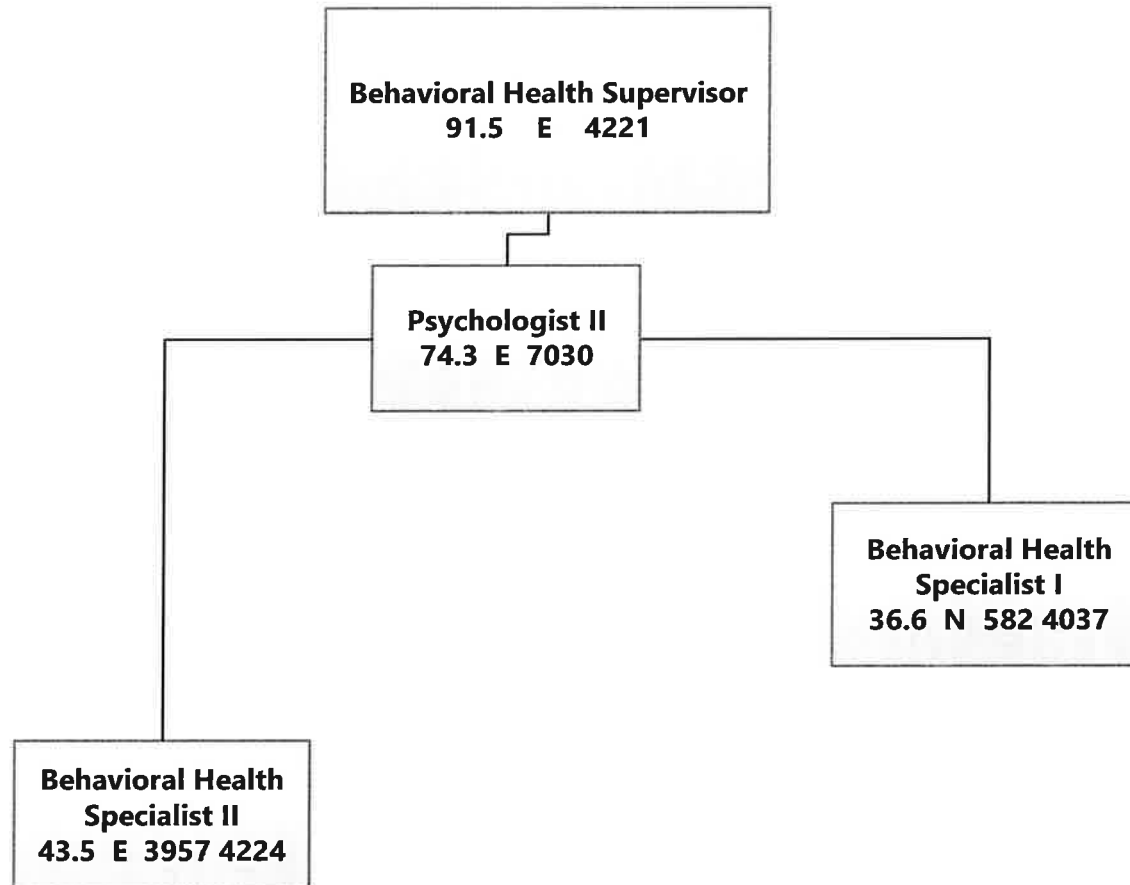 Behavioral Health Supervisor
91.5 E 4221
Psychologist II
74.3 E 7030
Behavioral Health
Specialist I
36.6 N 582 4037
Behavioral Health
Specialist II
43.5 E 3957 4224